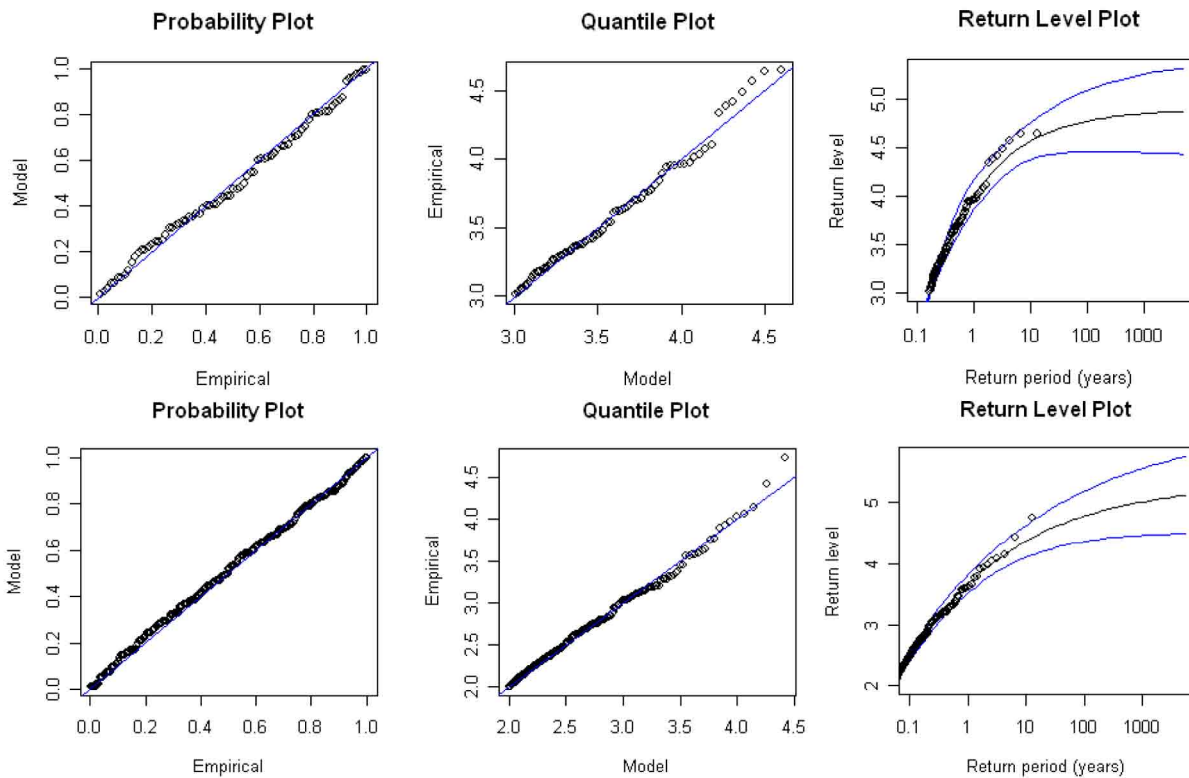 Probability Plot
Quantile Plot
Return Level Plot
Model
0.0 0.2 0.4 0.6 0.8 1.0
0.0 0.2 0.4 0.6 0.8 1.0
Empirical
Empirical
3.0 3.5 4.0 4.5
3.0 3.5 4.0 4.5
Model
Return level
3.0 3.5 4.0 4.5 5.0
0.1 1 10 100 1000
Return period (years)
Probability Plot
Quantile Plot
Return Level Plot
Model
0.0 0.2 0.4 0.6 0.8 1.0
0.0 0.2 0.4 0.6 0.8 1.0
Empirical
Empirical
2.0 2.5 3.0 3.5 4.0 4.5
2.0 2.5 3.0 3.5 4.0 4.5
Model
Return level
2 3 4 5
0.1 1 10 100 1000
Return period (years)